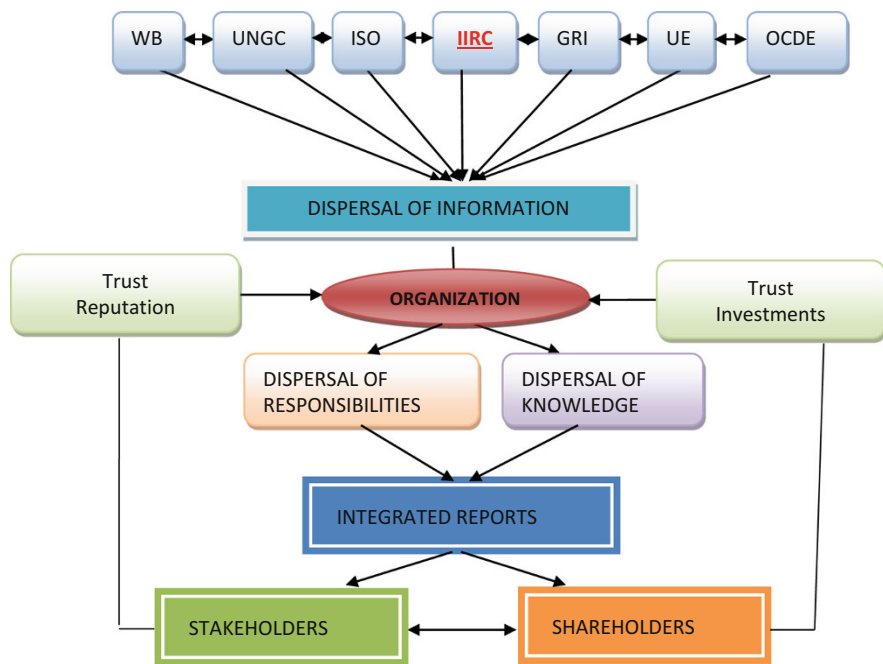 WB UNGC ISO IIRC GRI UE OCDE
DISPERSAL OF INFORMATION
Trust
Reputation
ORGANIZATION
Trust
Investments
DISPERSAL OF
RESPONSIBILITIES
DISPERSAL OF
KNOWLEDGE
INTEGRATED REPORTS
STAKEHOLDERS
SHAREHOLDERS